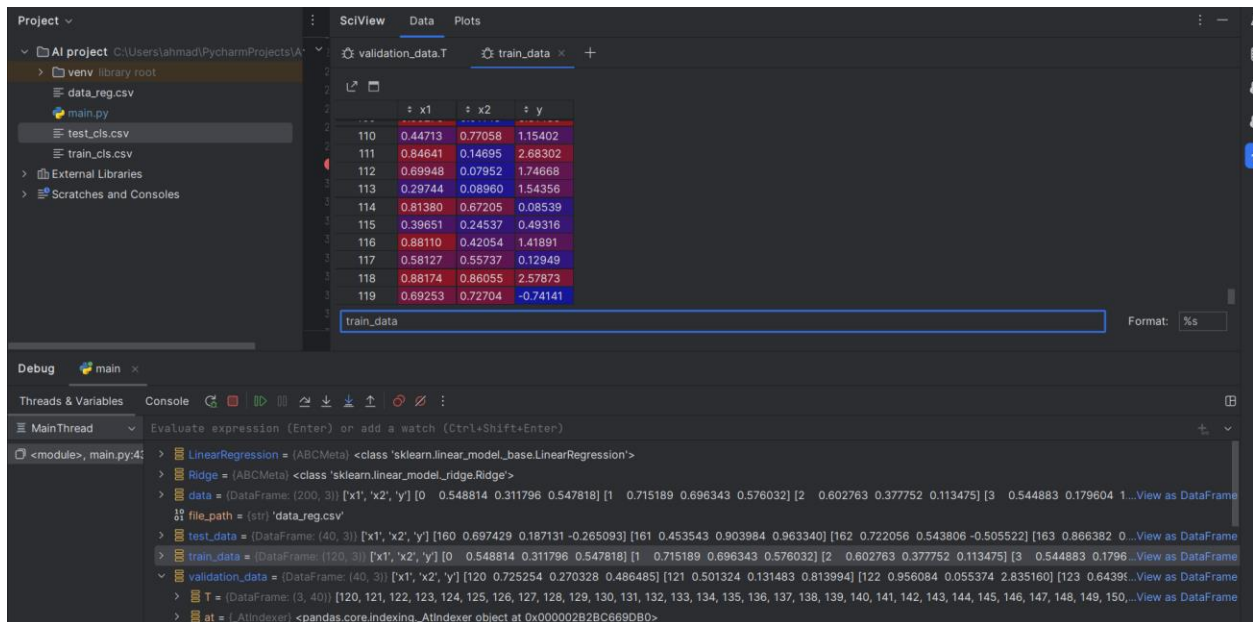 Project
SciView Data Plots
AI project C:\Users\ahmad\PycharmProjects\A
venv library root
data_reg.csv
main.py
test_cls.csv
train_cls.csv
External Libraries
Scratches and Consoles
validation_data.T train_data
x1 x2 y
110 0.44713 0.77058 1.15402
111 0.84641 0.14695 2.68302
112 0.69948 0.07952 1.74668
113 0.29744 0.08960 1.54356
114 0.81380 0.67205 0.08539
115 0.39651 0.24537 0.49316
116 0.88110 0.42054 1.41891
117 0.58127 0.55737 0.12949
118 0.88174 0.86055 2.57873
119 0.69253 0.72704 -0.74141
train_data Format: %s
Debug main
Threads & Variables Console
MainThread Evaluate expression (Enter) or add a watch (Ctrl+Shift+Enter)
<module>, main.py:43 LinearRegression = {ABCMeta} <class 'sklearn.linear_model._base.LinearRegression'>
Ridge = {ABCMeta} <class 'sklearn.linear_model._ridge.Ridge'>
data = {DataFrame: (200, 3)} ['x1', 'x2', 'y'] [0 0.548814 0.311796 0.547818] [1 0.715189 0.696343 0.576032] [2 0.602763 0.377752 0.113475] [3 0.544883 0.179604 1...View as DataFrame
file_path = {str} 'data_reg.csv'
test_data = {DataFrame: (40, 3)} ['x1', 'x2', 'y'] [160 0.697429 0.187131 -0.265093] [161 0.453543 0.903984 0.963340] [162 0.722056 0.543806 -0.505522] [163 0.866382 0...View as DataFrame
train_data = {DataFrame: (120, 3)} ['x1', 'x2', 'y'] [0 0.548814 0.311796 0.547818] [1 0.715189 0.696343 0.576032] [2 0.602763 0.377752 0.113475] [3 0.544883 0.1796...View as DataFrame
validation_data = {DataFrame: (40, 3)} ['x1', 'x2', 'y'] [120 0.725254 0.270328 0.486485] [121 0.501324 0.131483 0.813994] [122 0.956084 0.055374 2.835160] [123 0.6439...View as DataFrame
T = {DataFrame: (3, 40)} [120, 121, 122, 123, 124, 125, 126, 127, 128, 129, 130, 131, 132, 133, 134, 135, 136, 137, 138, 139, 140, 141, 142, 143, 144, 145, 146, 147, 148, 149, 150,...View as DataFrame
at = {_AtIndexer} <pandas.core.indexing._AtIndexer object at 0x000002B2BC669DB0>